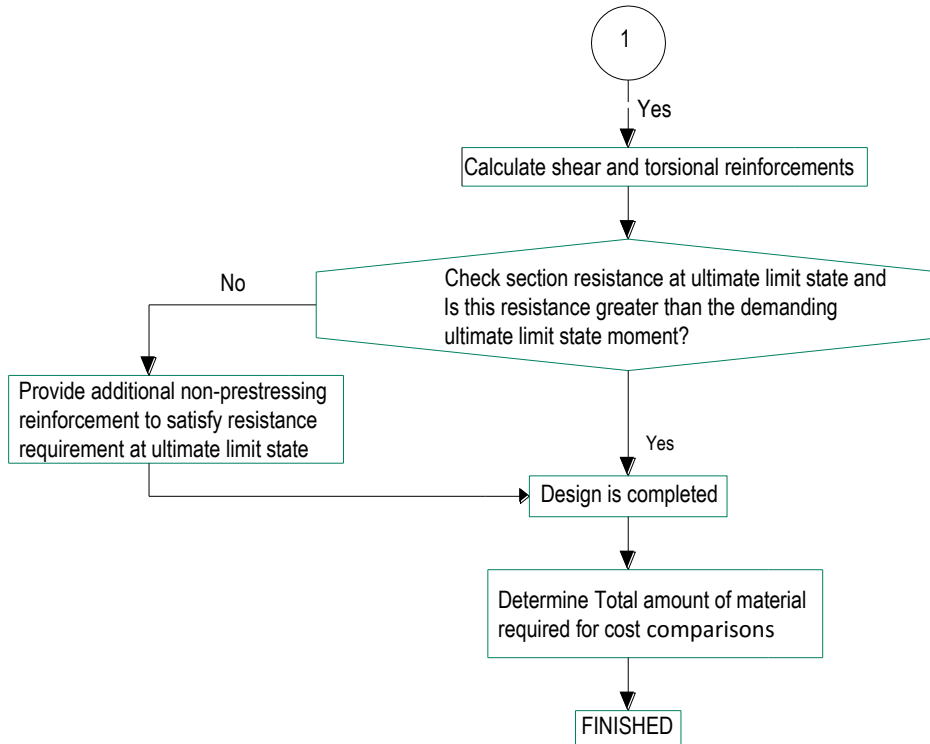 1
Yes
Calculate shear and torsional reinforcements
Check section resistance at ultimate limit state and
Is this resistance greater than the demanding
ultimate limit state moment?
No
Provide additional non-prestressing
reinforcement to satisfy resistance
requirement at ultimate limit state
Yes
Design is completed
Determine Total amount of material
required for cost comparisons
FINISHED